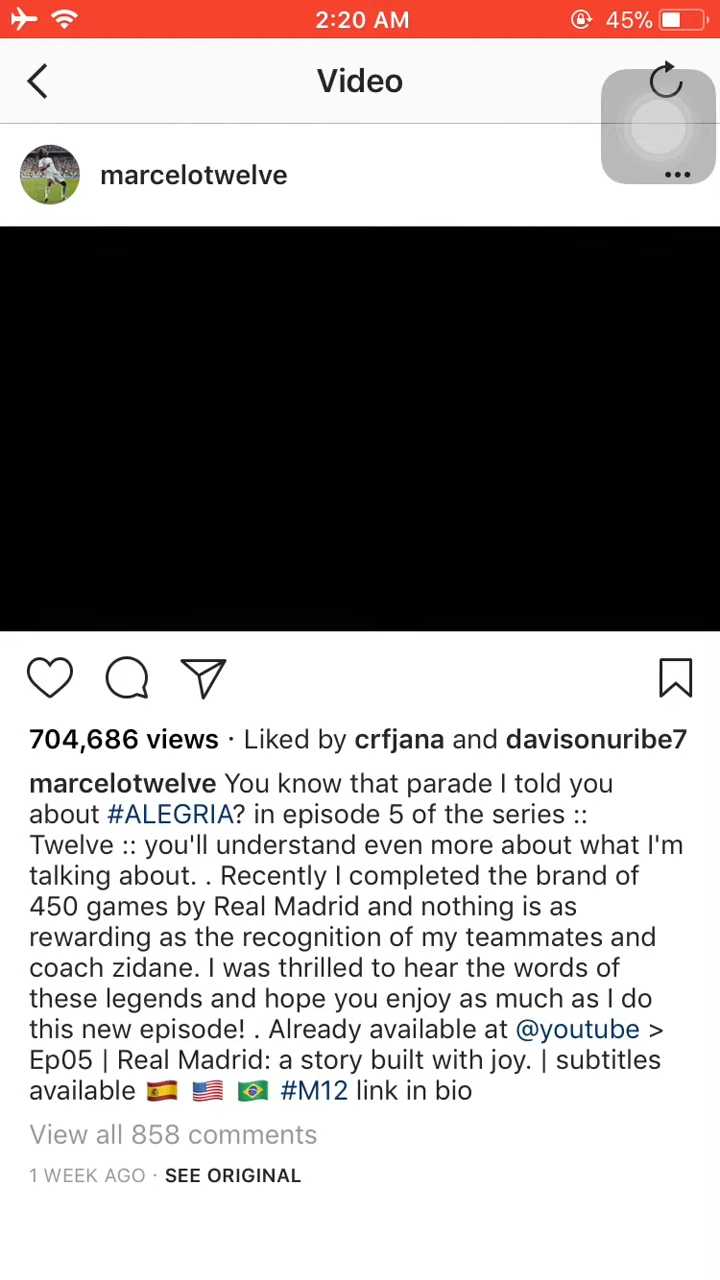 2:20 AM
45%
Video
marcelotwelve
704,686 views · Liked by crfjana and davisonuribe7
marcelotwelve You know that parade I told you
about #ALEGRIA? in episode 5 of the series ::
Twelve :: you'll understand even more about what I'm
talking about. . Recently I completed the brand of
450 games by Real Madrid and nothing is as
rewarding as the recognition of my teammates and
coach zidane. I was thrilled to hear the words of
these legends and hope you enjoy as much as I do
this new episode! . Already available at @youtube >
Ep05 | Real Madrid: a story built with joy. | subtitles
available 🇪🇸 🇺🇸 🇧🇷 #M12 link in bio
View all 858 comments
1 WEEK AGO · SEE ORIGINAL